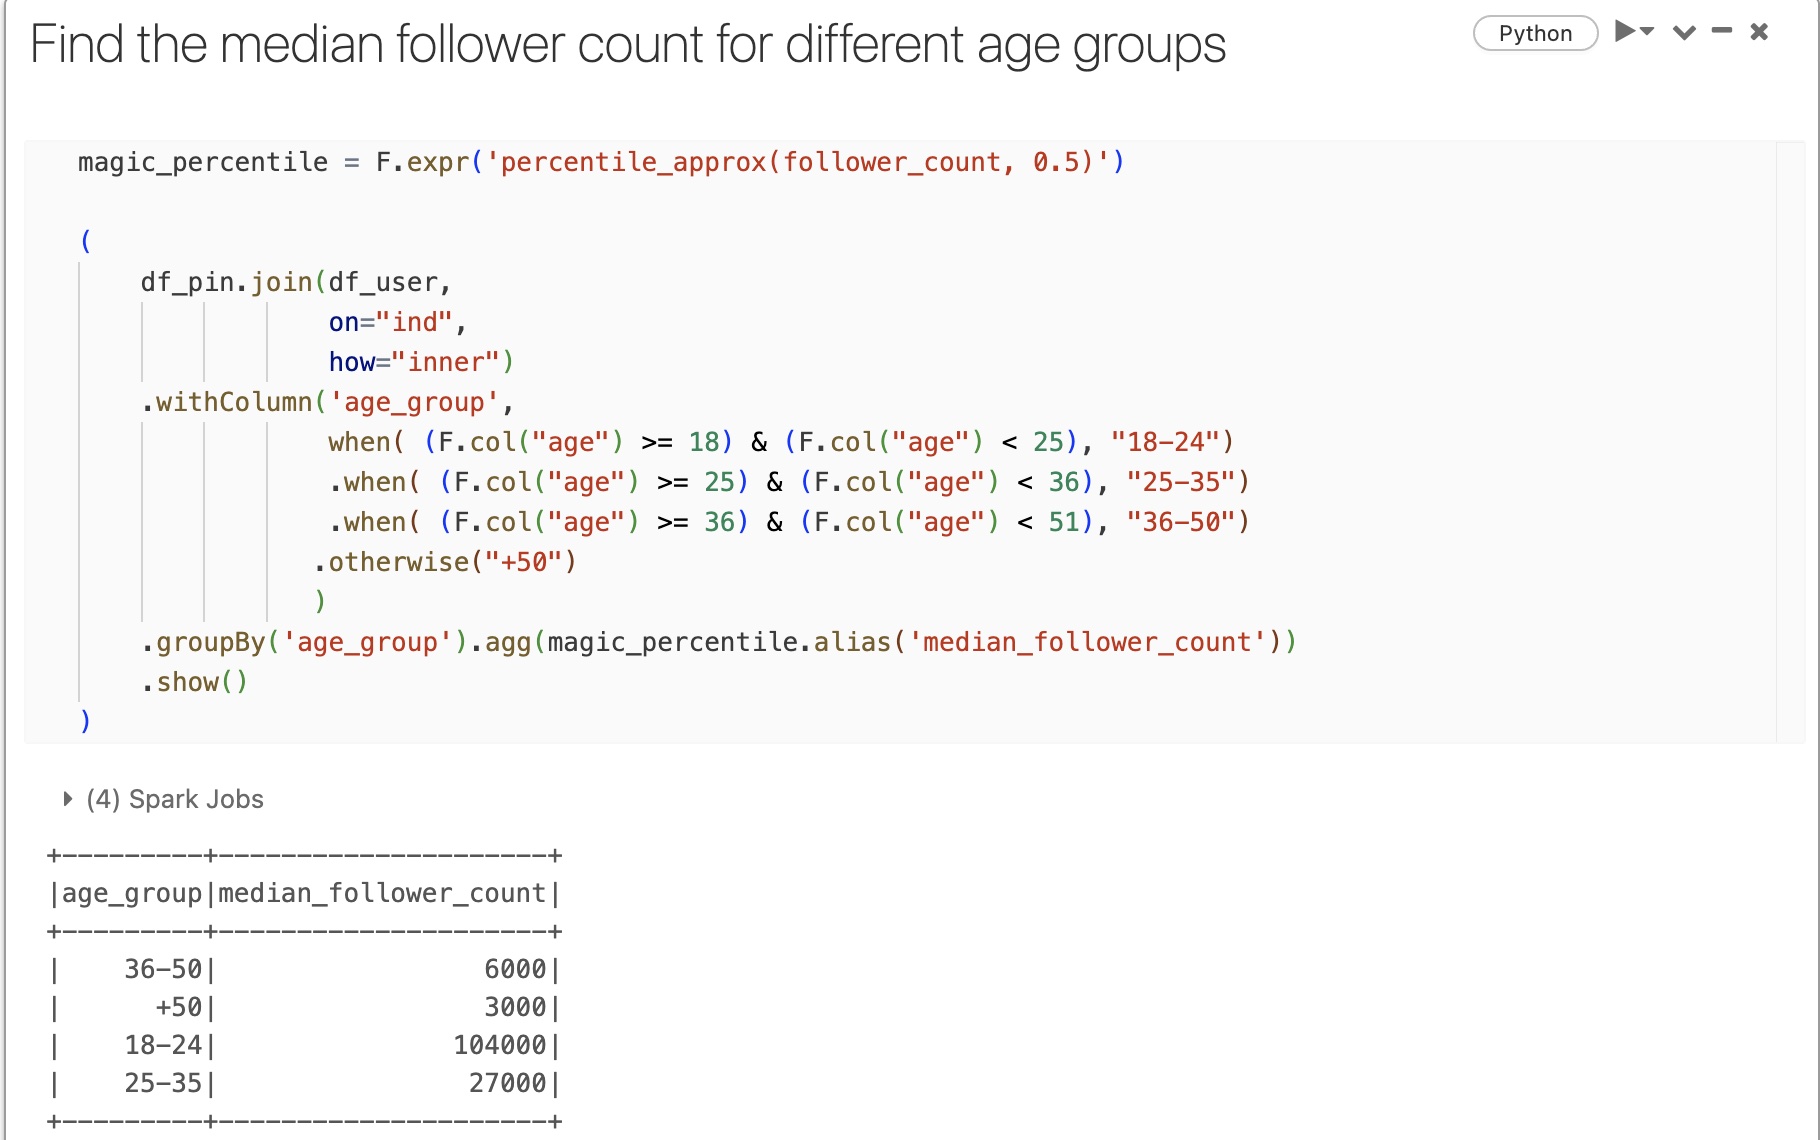 Find the median follower count for different age groups
Python
magic_percentile = F.expr('percentile_approx(follower_count, 0.5)')
(
    df_pin.join(df_user,
                on="ind",
                how="inner")
    .withColumn('age_group',
                when( (F.col("age") >= 18) & (F.col("age") < 25), "18-24")
                .when( (F.col("age") >= 25) & (F.col("age") < 36), "25-35")
                .when( (F.col("age") >= 36) & (F.col("age") < 51), "36-50")
               .otherwise("+50")
               )
    .groupBy('age_group').agg(magic_percentile.alias('median_follower_count'))
    .show()
)
(4) Spark Jobs
+---------+---------------------+
|age_group|median_follower_count|
+---------+---------------------+
|    36-50|                 6000|
|      +50|                 3000|
|    18-24|               104000|
|    25-35|                27000|
+---------+---------------------+